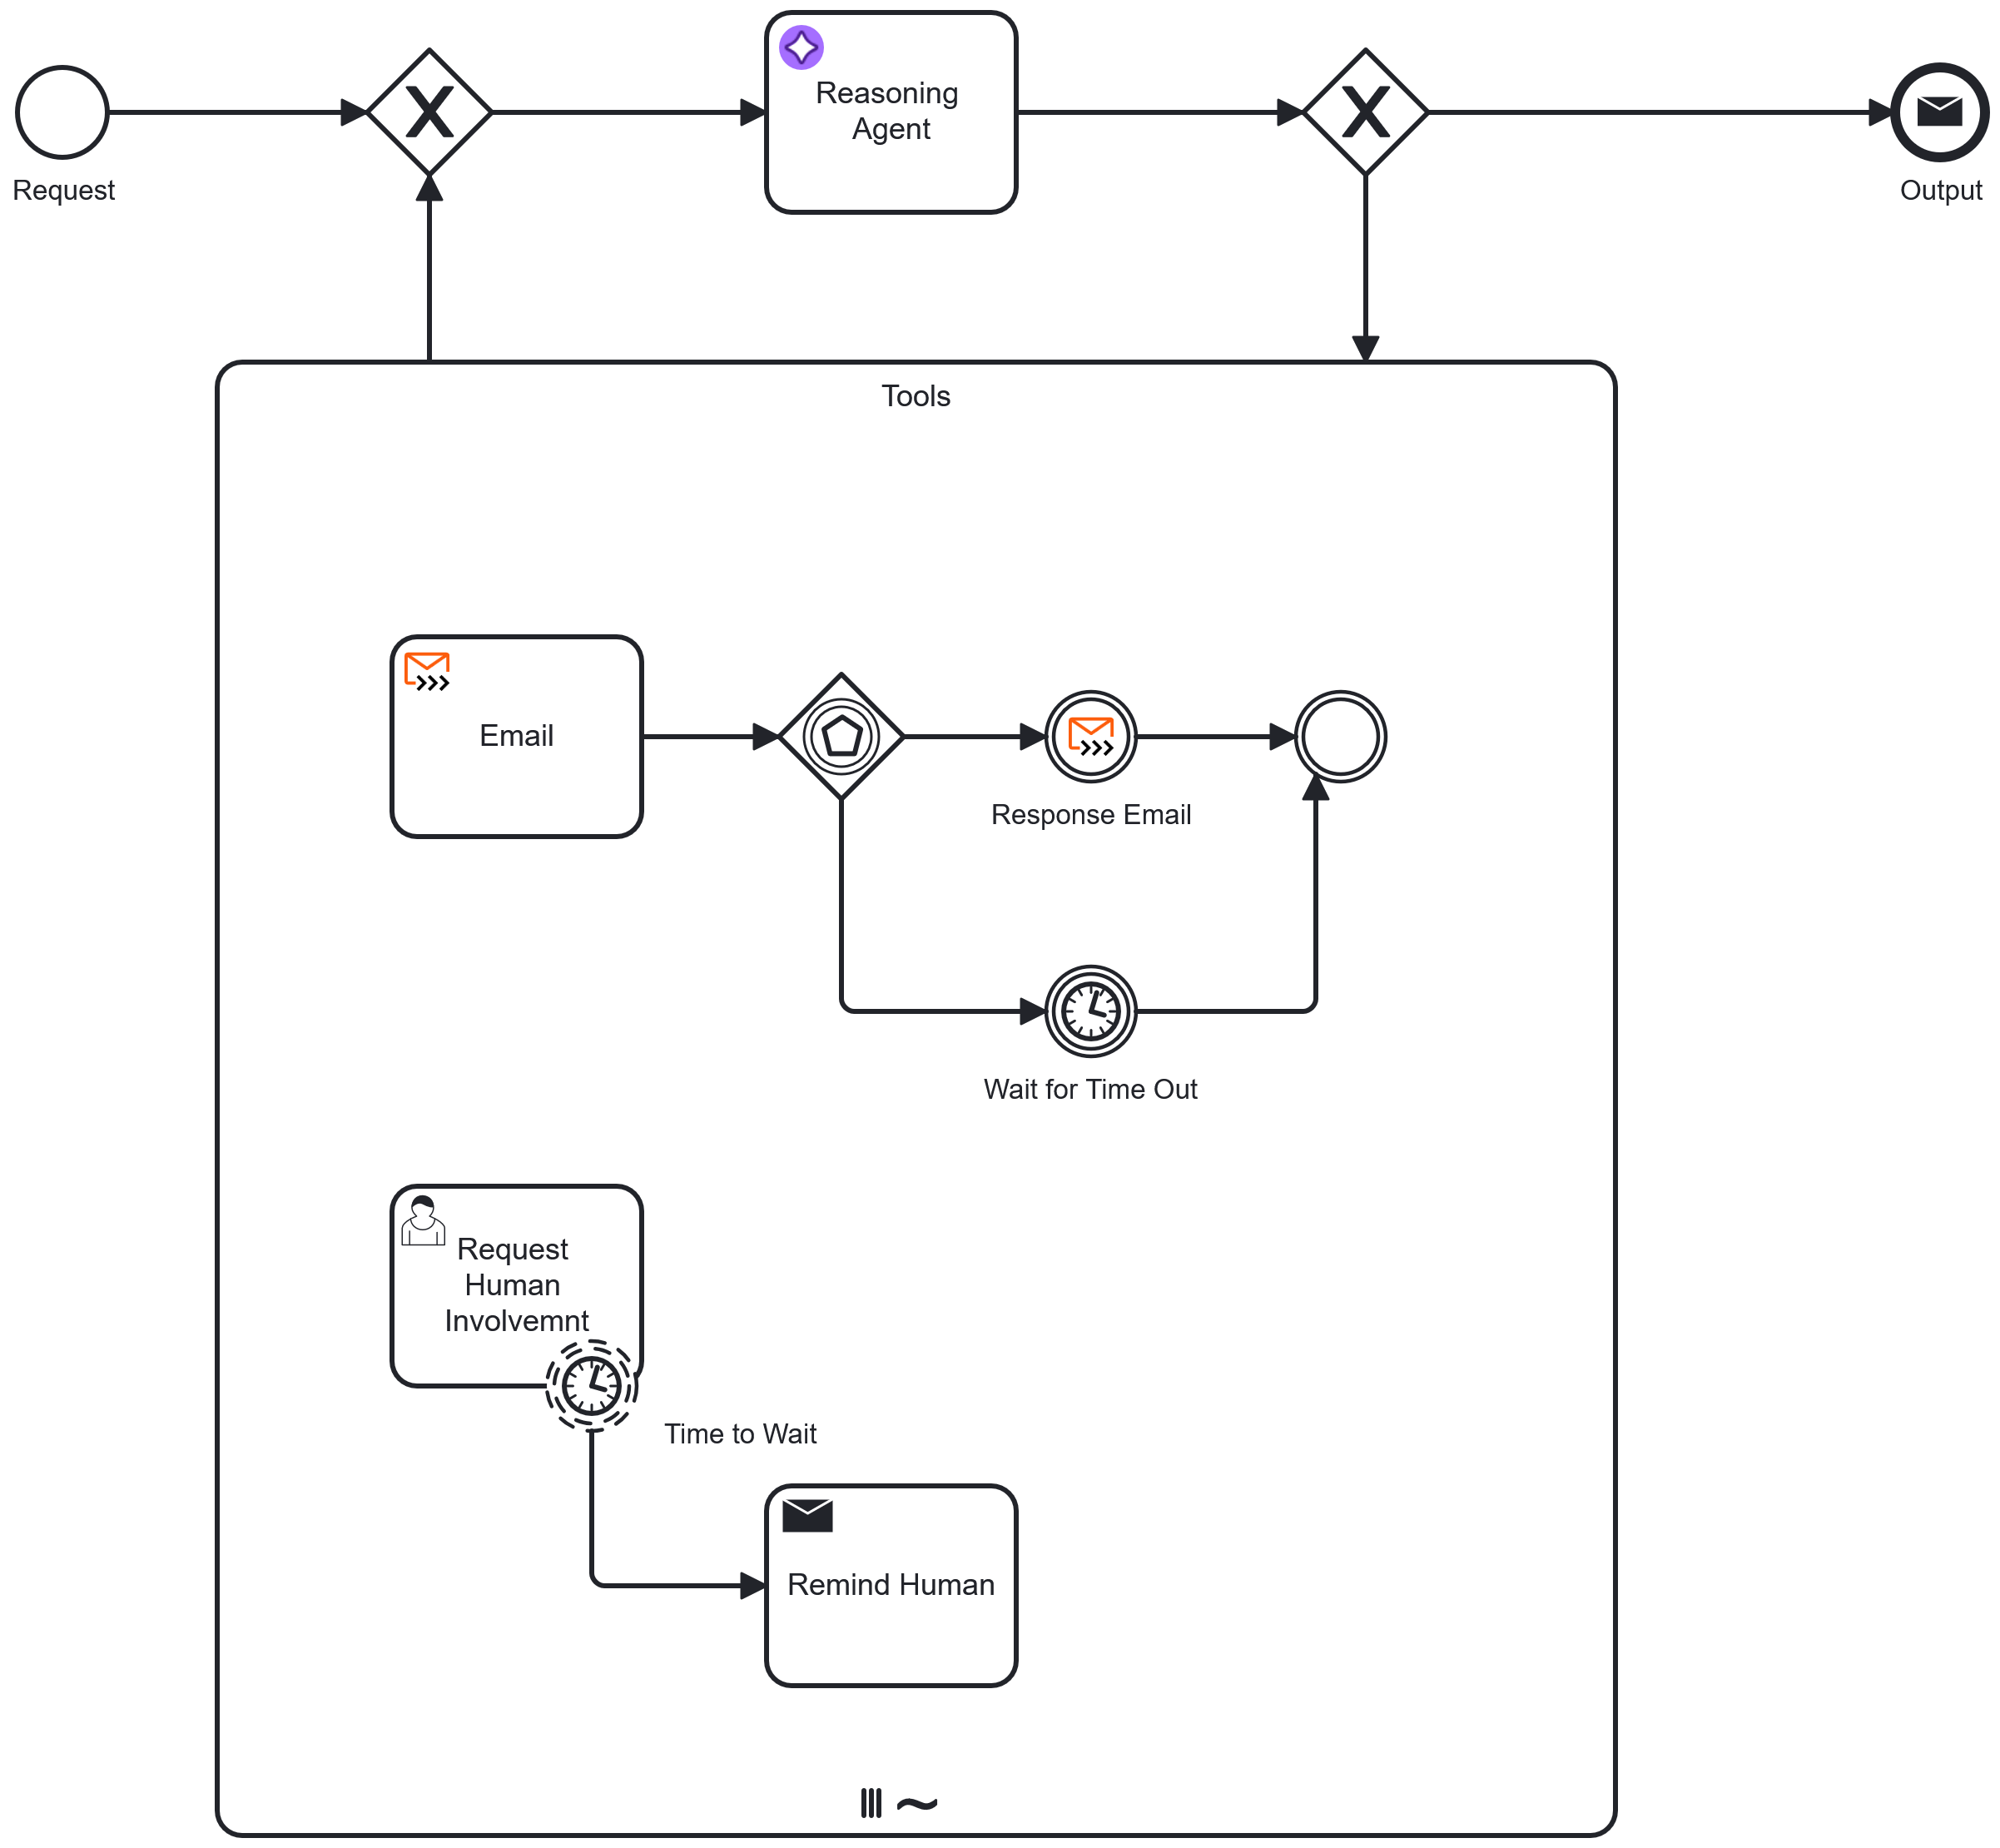 Request
Reasoning
Agent
Output
Tools
Email
Response Email
Wait for Time Out
Request
Human
Involvemnt
Time to Wait
Remind Human